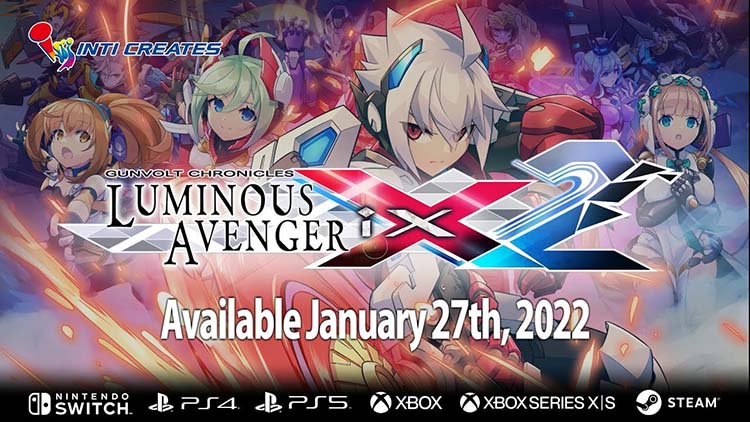 INTI CREATES
GUNVOLT CHRONICLES
LUMINOUS
AVENGER iX 2
Available January 27th, 2022
NINTENDO
SWITCH. PS4 PS5 XBOX XBOX SERIES X|S STEAM